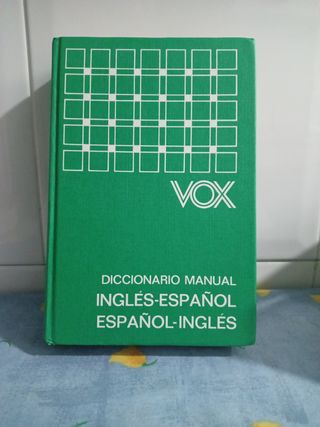 VOX
DICCIONARIO MANUAL
INGLÉS-ESPAÑOL
ESPAÑOL-INGLÉS